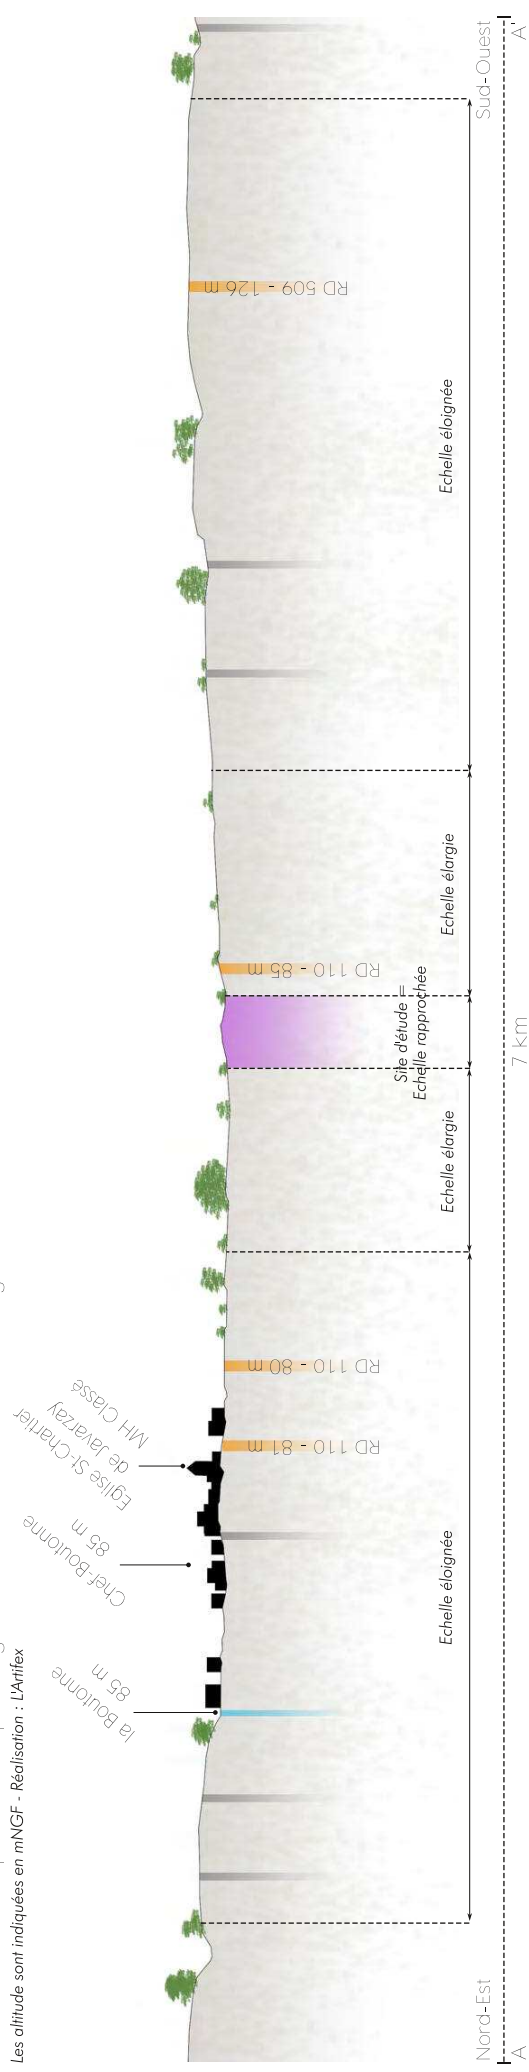 Les altitude sont indiquées en mNGF - Réalisation : L'Artifex
la Boutonne
85 m
Chef-Boutonne
85 m
Eglise St-Chartier
de Javarzay
MH Classé
RD 110 - 81 m
RD 110 - 80 m
RD 110 - 85 m
RD 509 - 126 m
Echelle éloignée
Echelle élargie
Site d'étude =
Echelle rapprochée
Echelle élargie
Echelle éloignée
Nord-Est
Sud-Ouest
A
7 km
A'